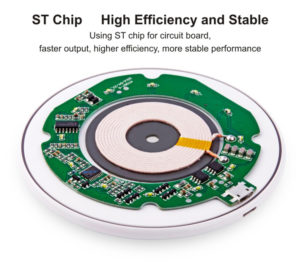 ST Chip High Efficiency and Stable
Using ST chip for circuit board,
faster output, higher efficiency, more stable performance